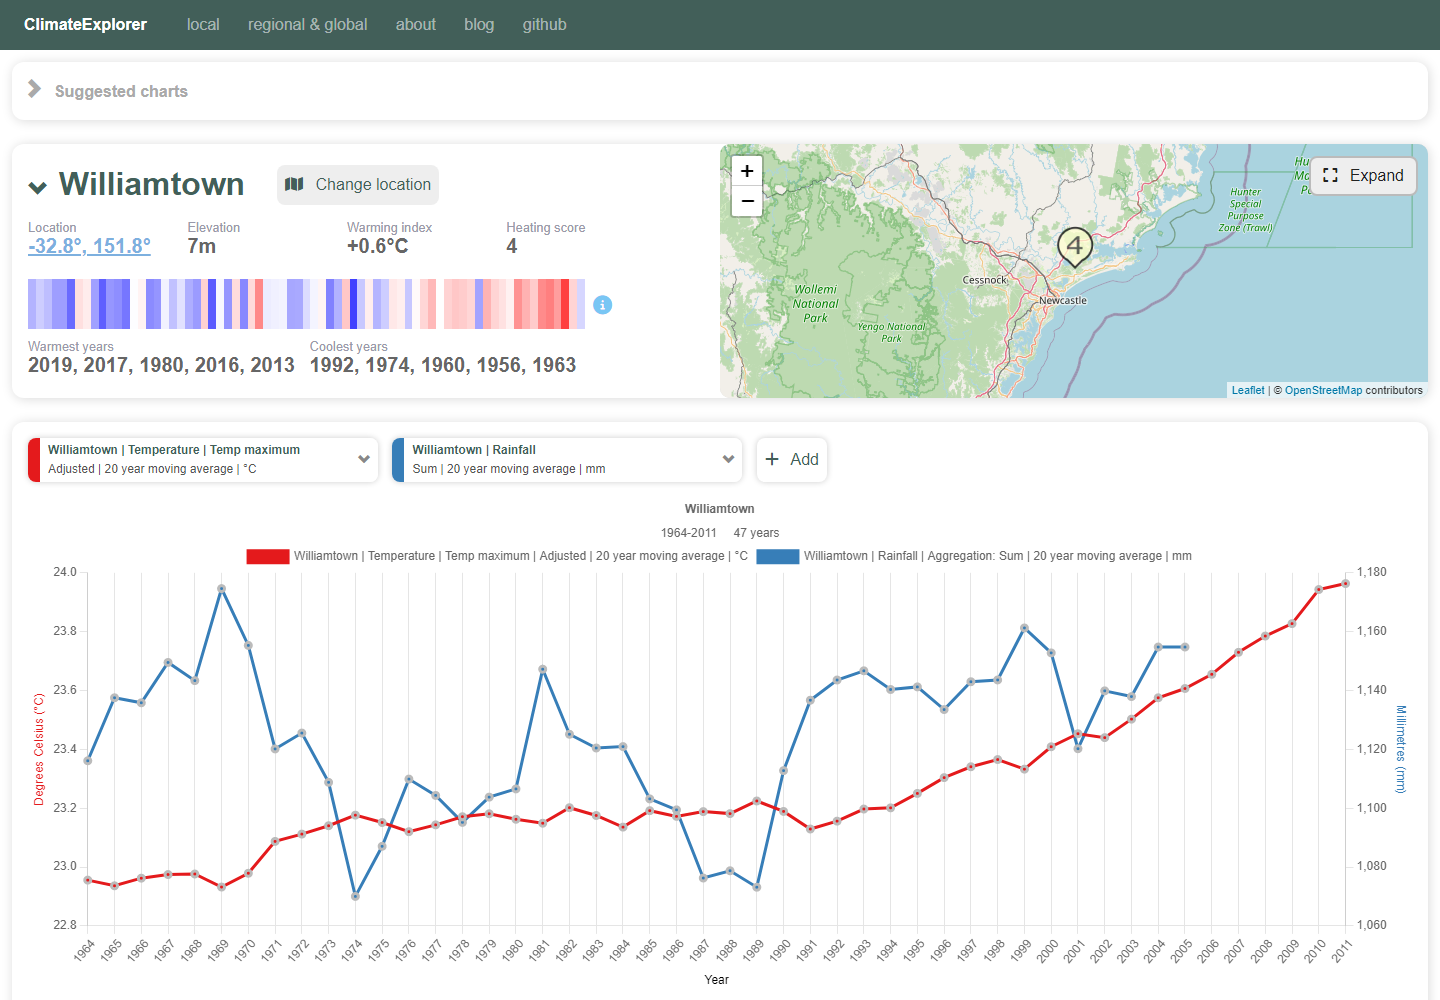 ClimateExplorer local regional & global about blog github
Suggested charts
Williamtown
Change location
Location Elevation Warming index Heating score
-32.8°, 151.8° 7m +0.6°C 4
Warmest years Coolest years
2019, 2017, 1980, 2016, 2013 1992, 1974, 1960, 1956, 1963
+
−
Expand
Hunter
Special
Purpose
Zone (Trawl)
4
Cessnock
Newcastle
Wollemi
National
Park
Yengo National
Park
Leaflet | © OpenStreetMap contributors
Williamtown | Temperature | Temp maximum
Adjusted | 20 year moving average | °C
Williamtown | Rainfall
Sum | 20 year moving average | mm
+ Add
Williamtown
1964-2011 47 years
Williamtown | Temperature | Temp maximum | Adjusted | 20 year moving average | °C Williamtown | Rainfall | Aggregation: Sum | 20 year moving average | mm
24.0 1,180
23.8 1,160
23.6 1,140
23.4 1,120
23.2 1,100
23.0 1,080
22.8 1,060
Degrees Celsius (°C)
Millimetres (mm)
1964 1965 1966 1967 1968 1969 1970 1971 1972 1973 1974 1975 1976 1977 1978 1979 1980 1981 1982 1983 1984 1985 1986 1987 1988 1989 1990 1991 1992 1993 1994 1995 1996 1997 1998 1999 2000 2001 2002 2003 2004 2005 2006 2007 2008 2009 2010 2011
Year